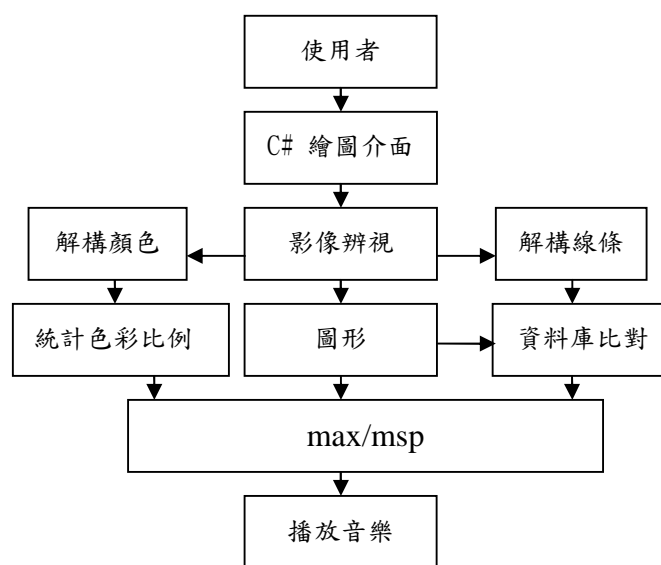 使用者
C# 繪圖介面
解構顏色
影像辨視
解構線條
統計色彩比例
圖形
資料庫比對
max/msp
播放音樂